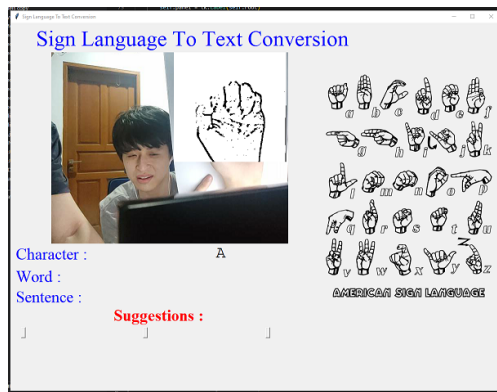 Sign Language To Text Conversion
Sign Language To Text Conversion
a b c d e f
g h i j k
l m n o p
q r s t u
v w x y z
AMERICAN SIGN LANGUAGE
Character : A
Word :
Sentence :
Suggestions :